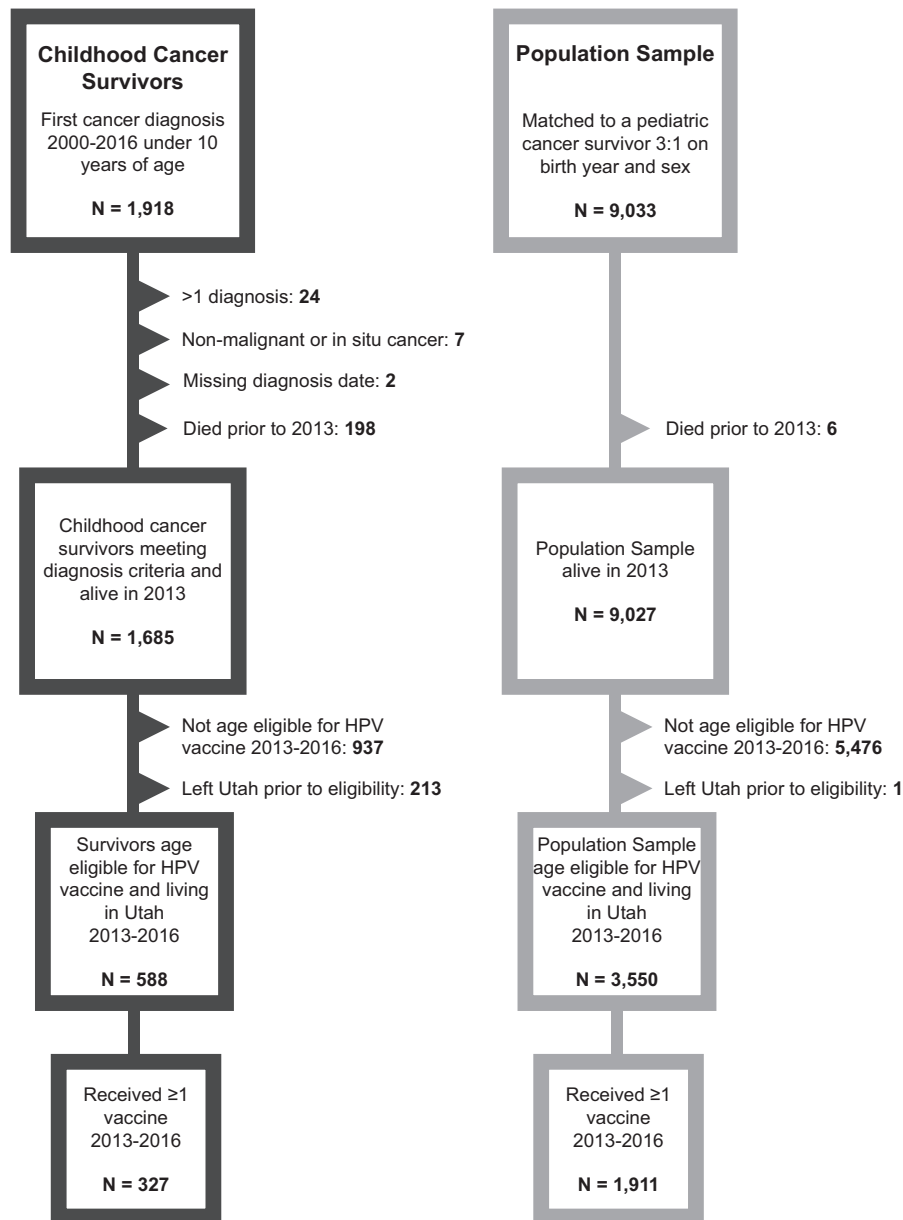 Childhood Cancer
Survivors
First cancer diagnosis
2000-2016 under 10
years of age
N = 1,918
>1 diagnosis: 24
Non-malignant or in situ cancer: 7
Missing diagnosis date: 2
Died prior to 2013: 198
Childhood cancer
survivors meeting
diagnosis criteria and
alive in 2013
N = 1,685
Not age eligible for HPV
vaccine 2013-2016: 937
Left Utah prior to eligibility: 213
Survivors age
eligible for HPV
vaccine and living
in Utah
2013-2016
N = 588
Received ≥1
vaccine
2013-2016
N = 327
Population Sample
Matched to a pediatric
cancer survivor 3:1 on
birth year and sex
N = 9,033
Died prior to 2013: 6
Population Sample
alive in 2013
N = 9,027
Not age eligible for HPV
vaccine 2013-2016: 5,476
Left Utah prior to eligibility: 1
Population Sample
age eligible for HPV
vaccine and living
in Utah
2013-2016
N = 3,550
Received ≥1
vaccine
2013-2016
N = 1,911